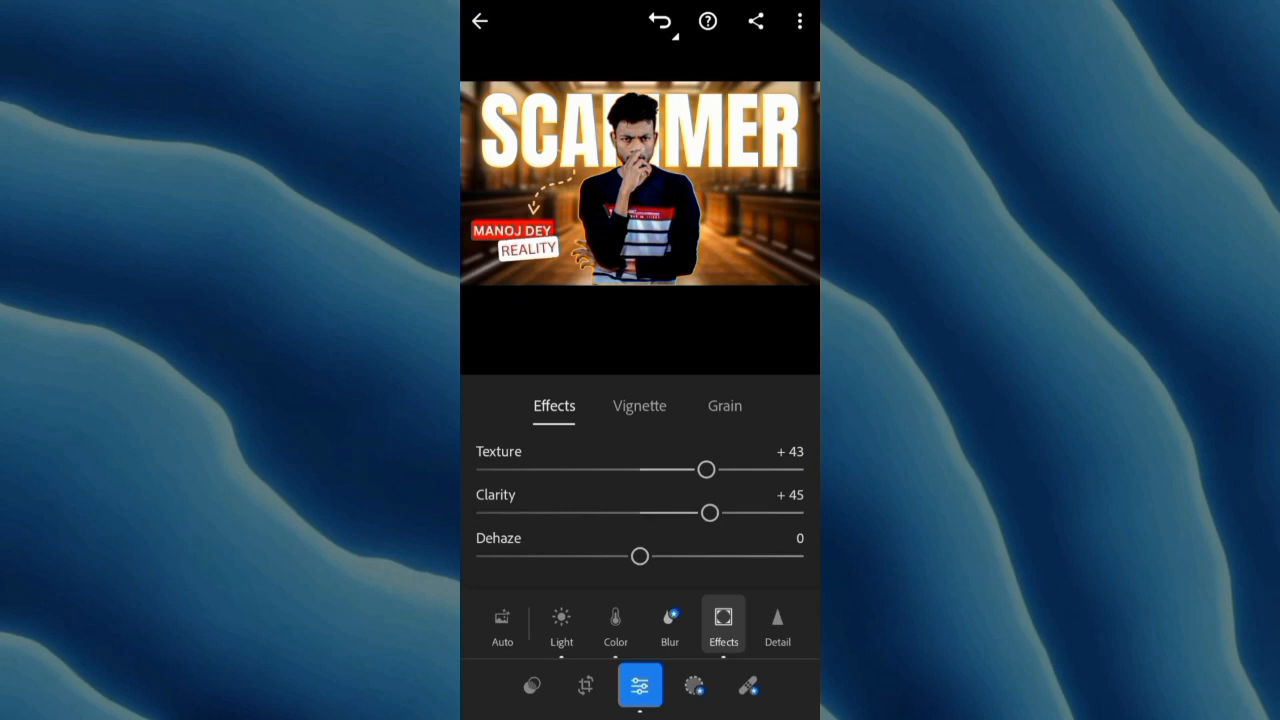 SCAMMER
MANOJ DEY
REALITY
Effects Vignette Grain
Texture + 43
Clarity + 45
Dehaze 0
Auto Light Color Blur Effects Detail